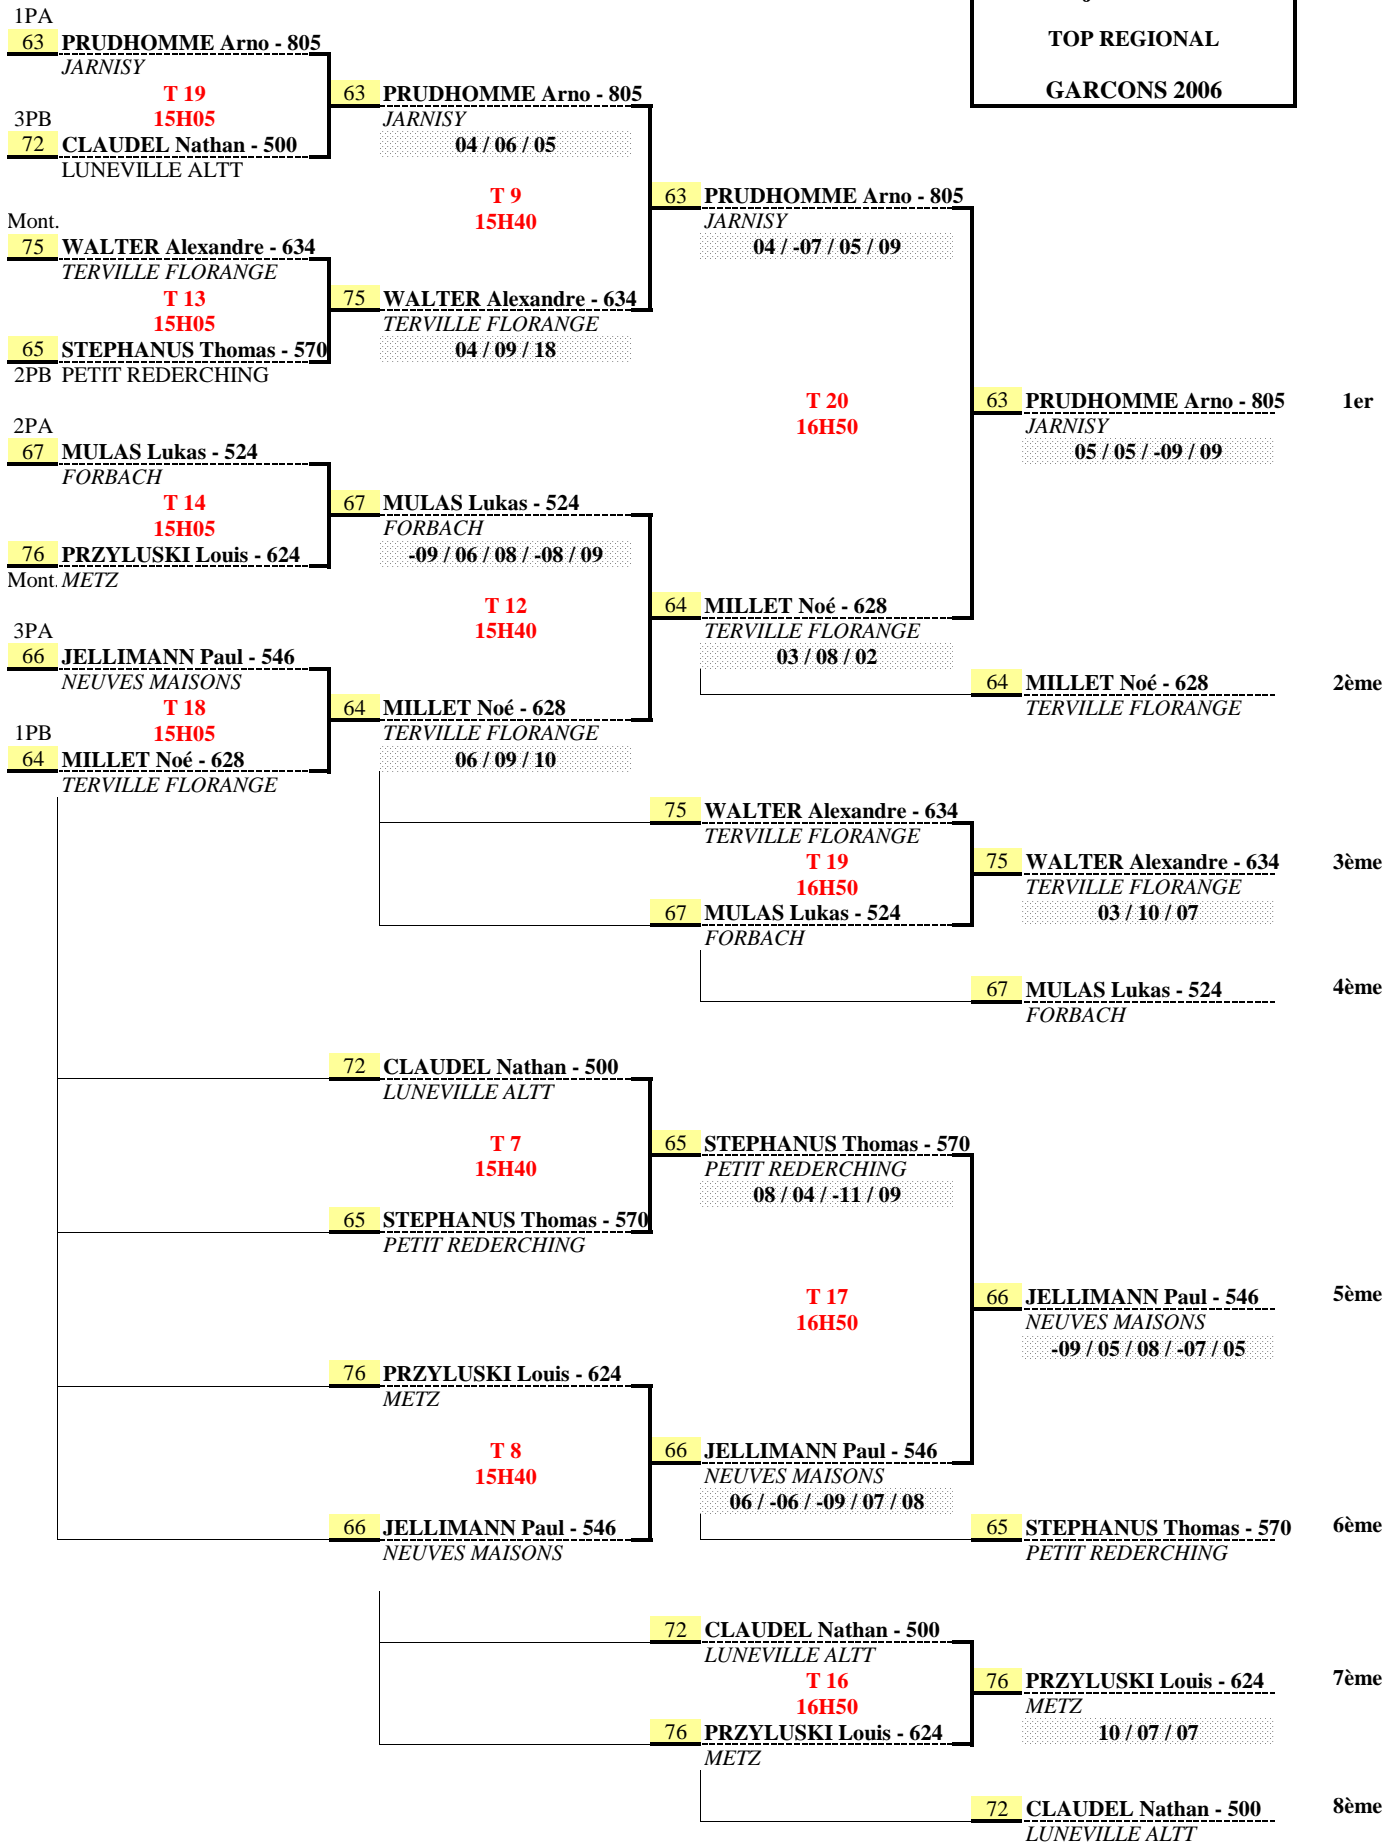 1PA
63 PRUDHOMME Arno - 805
JARNISY
T 19
15H05
3PB
72 CLAUDEL Nathan - 500
LUNEVILLE ALTT
Mont.
75 WALTER Alexandre - 634
TERVILLE FLORANGE
T 13
15H05
65 STEPHANUS Thomas - 570
2PB PETIT REDERCHING
2PA
67 MULAS Lukas - 524
FORBACH
T 14
15H05
76 PRZYLUSKI Louis - 624
Mont. METZ
3PA
66 JELLIMANN Paul - 546
NEUVES MAISONS
T 18
15H05
1PB
64 MILLET Noé - 628
TERVILLE FLORANGE
63 PRUDHOMME Arno - 805
JARNISY
04 / 06 / 05
T 9
15H40
75 WALTER Alexandre - 634
TERVILLE FLORANGE
04 / 09 / 18
67 MULAS Lukas - 524
FORBACH
-09 / 06 / 08 / -08 / 09
T 12
15H40
64 MILLET Noé - 628
TERVILLE FLORANGE
06 / 09 / 10
TOP REGIONAL
GARCONS 2006
63 PRUDHOMME Arno - 805
JARNISY
04 / -07 / 05 / 09
T 20
16H50
64 MILLET Noé - 628
TERVILLE FLORANGE
03 / 08 / 02
63 PRUDHOMME Arno - 805 1er
JARNISY
05 / 05 / -09 / 09
64 MILLET Noé - 628 2ème
TERVILLE FLORANGE
75 WALTER Alexandre - 634
TERVILLE FLORANGE
T 19
16H50
67 MULAS Lukas - 524
FORBACH
75 WALTER Alexandre - 634 3ème
TERVILLE FLORANGE
03 / 10 / 07
67 MULAS Lukas - 524 4ème
FORBACH
72 CLAUDEL Nathan - 500
LUNEVILLE ALTT
T 7
15H40
65 STEPHANUS Thomas - 570
PETIT REDERCHING
76 PRZYLUSKI Louis - 624
METZ
T 8
15H40
66 JELLIMANN Paul - 546
NEUVES MAISONS
65 STEPHANUS Thomas - 570
PETIT REDERCHING
08 / 04 / -11 / 09
T 17
16H50
66 JELLIMANN Paul - 546
NEUVES MAISONS
06 / -06 / -09 / 07 / 08
66 JELLIMANN Paul - 546 5ème
NEUVES MAISONS
-09 / 05 / 08 / -07 / 05
65 STEPHANUS Thomas - 570 6ème
PETIT REDERCHING
72 CLAUDEL Nathan - 500
LUNEVILLE ALTT
T 16
16H50
76 PRZYLUSKI Louis - 624
METZ
76 PRZYLUSKI Louis - 624 7ème
METZ
10 / 07 / 07
72 CLAUDEL Nathan - 500 8ème
LUNEVILLE ALTT